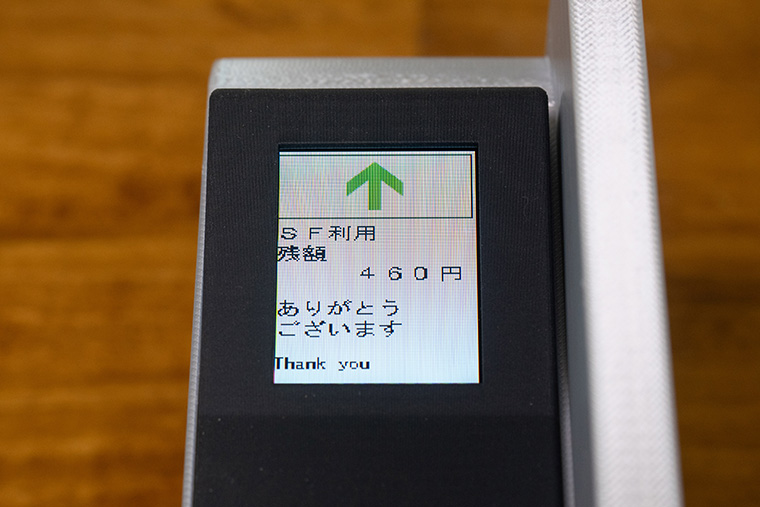 ＳＦ利用
残額
４６０円
ありがとう
ございます
Thank you